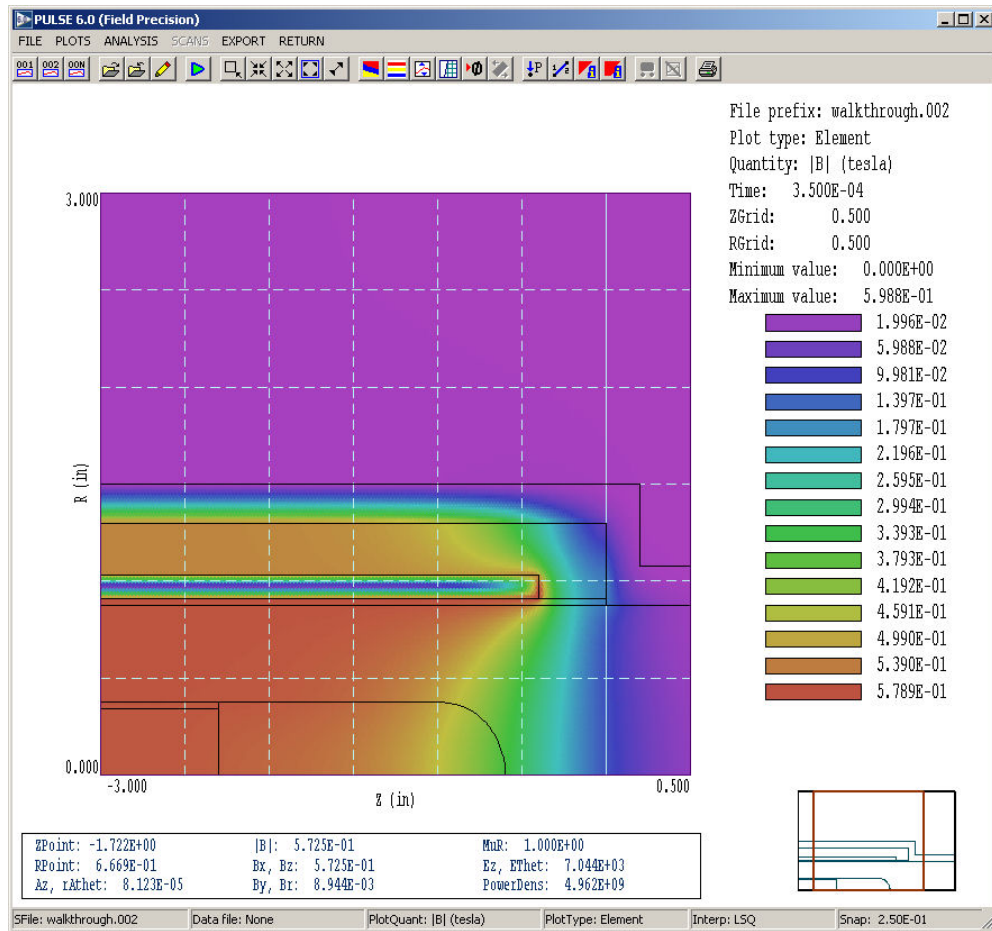 PULSE 6.0 (Field Precision)
FILE PLOTS ANALYSIS SCANS EXPORT RETURN
001 002 00N
File prefix: walkthrough.002
Plot type: Element
Quantity: |B| (tesla)
Time: 3.500E-04
ZGrid: 0.500
RGrid: 0.500
Minimum value: 0.000E+00
Maximum value: 5.988E-01
1.996E-02
5.988E-02
9.981E-02
1.397E-01
1.797E-01
2.196E-01
2.595E-01
2.994E-01
3.393E-01
3.793E-01
4.192E-01
4.591E-01
4.990E-01
5.390E-01
5.789E-01
3.000
R (in)
0.000
-3.000
0.500
Z (in)
ZPoint: -1.722E+00 |B|: 5.725E-01 MuR: 1.000E+00
RPoint: 6.669E-01 Bx, Bz: 5.725E-01 Ez, EThet: 7.044E+03
Az, rAthet: 8.123E-05 By, Br: 8.944E-03 PowerDens: 4.962E+09
SFile: walkthrough.002 Data file: None PlotQuant: |B| (tesla) PlotType: Element Interp: LSQ Snap: 2.50E-01